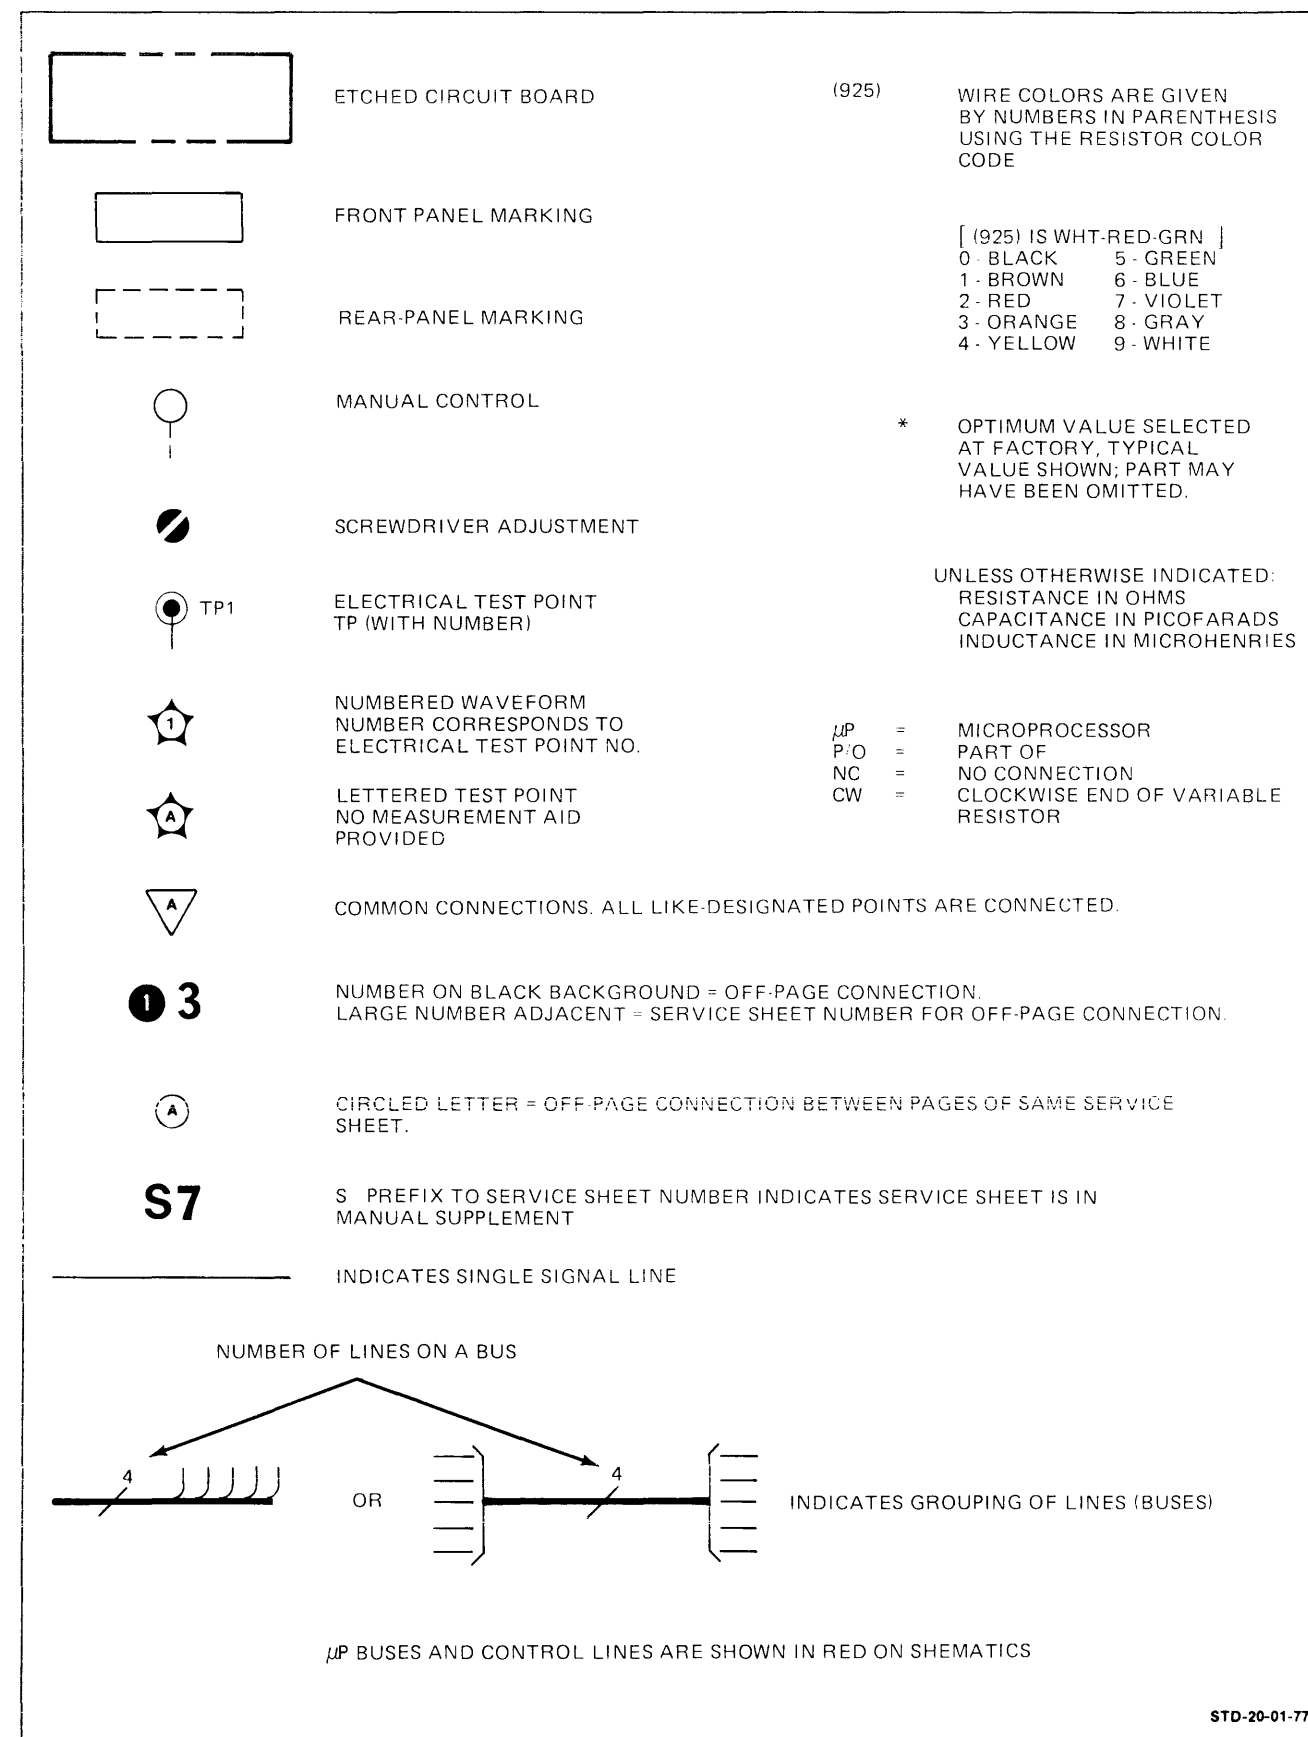 ETCHED CIRCUIT BOARD
FRONT PANEL MARKING
REAR-PANEL MARKING
MANUAL CONTROL
SCREWDRIVER ADJUSTMENT
TP1
ELECTRICAL TEST POINT
TP (WITH NUMBER)
1
NUMBERED WAVEFORM
NUMBER CORRESPONDS TO
ELECTRICAL TEST POINT NO.
A
LETTERED TEST POINT
NO MEASUREMENT AID
PROVIDED
(925)
WIRE COLORS ARE GIVEN
BY NUMBERS IN PARENTHESIS
USING THE RESISTOR COLOR
CODE
[ (925) IS WHT-RED-GRN ]
0 - BLACK 5 - GREEN
1 - BROWN 6 - BLUE
2 - RED 7 - VIOLET
3 - ORANGE 8 - GRAY
4 - YELLOW 9 - WHITE
* OPTIMUM VALUE SELECTED
AT FACTORY, TYPICAL
VALUE SHOWN; PART MAY
HAVE BEEN OMITTED.
UNLESS OTHERWISE INDICATED:
RESISTANCE IN OHMS
CAPACITANCE IN PICOFARADS
INDUCTANCE IN MICROHENRIES
µP = MICROPROCESSOR
P/O = PART OF
NC = NO CONNECTION
CW = CLOCKWISE END OF VARIABLE
RESISTOR
A
COMMON CONNECTIONS. ALL LIKE-DESIGNATED POINTS ARE CONNECTED.
1 3
NUMBER ON BLACK BACKGROUND = OFF-PAGE CONNECTION.
LARGE NUMBER ADJACENT = SERVICE SHEET NUMBER FOR OFF-PAGE CONNECTION.
A
CIRCLED LETTER = OFF-PAGE CONNECTION BETWEEN PAGES OF SAME SERVICE
SHEET.
S7
S PREFIX TO SERVICE SHEET NUMBER INDICATES SERVICE SHEET IS IN
MANUAL SUPPLEMENT
INDICATES SINGLE SIGNAL LINE
NUMBER OF LINES ON A BUS
4
OR
4
INDICATES GROUPING OF LINES (BUSES)
µP BUSES AND CONTROL LINES ARE SHOWN IN RED ON SHEMATICS
STD-20-01-77